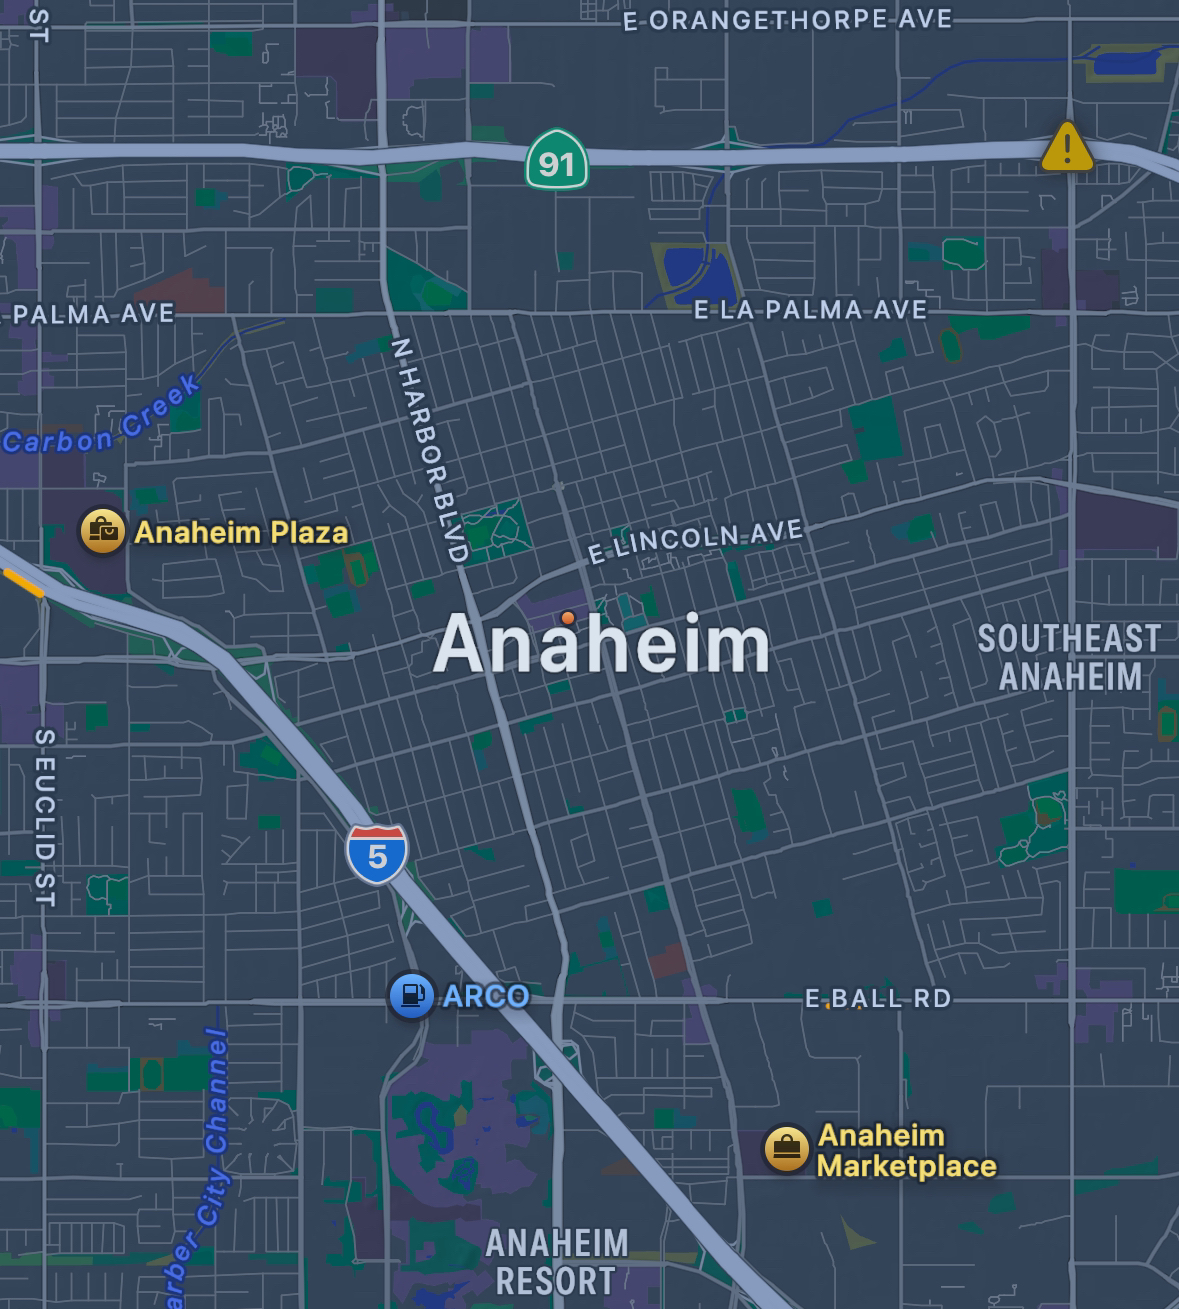 ST
E ORANGETHORPE AVE
91
PALMA AVE
E LA PALMA AVE
N HARBOR BLVD
Carbon Creek
Anaheim Plaza
E LINCOLN AVE
Anaheim
SOUTHEAST
ANAHEIM
S EUCLID ST
5
ARCO
E BALL RD
arber City Channel
Anaheim
Marketplace
ANAHEIM
RESORT